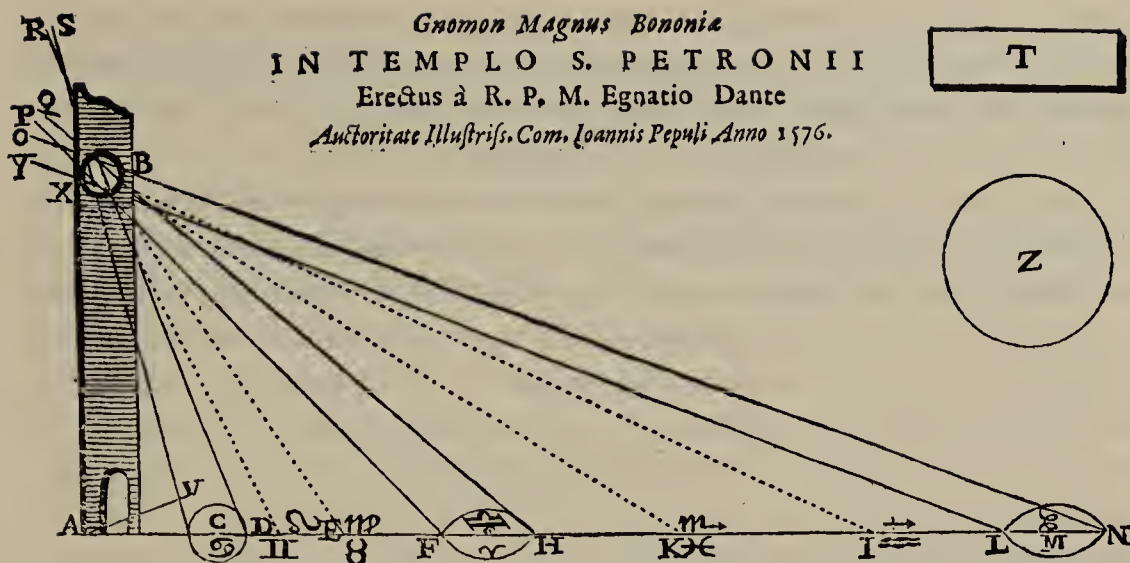 Gnomon Magnus Bononiæ
IN TEMPLO S. PETRONII
Erectus à R. P. M. Egnatio Dante
Auctoritate Illustriss. Com. Ioannis Pepuli Anno 1576.
T
R S
P Q
O
Y
X B
Z
V
A C D E F H K I L M N
♋ ♊ ♌ ♍ ♉ ♎ ♈ ♏ ♓ ♐ ♒ ♑